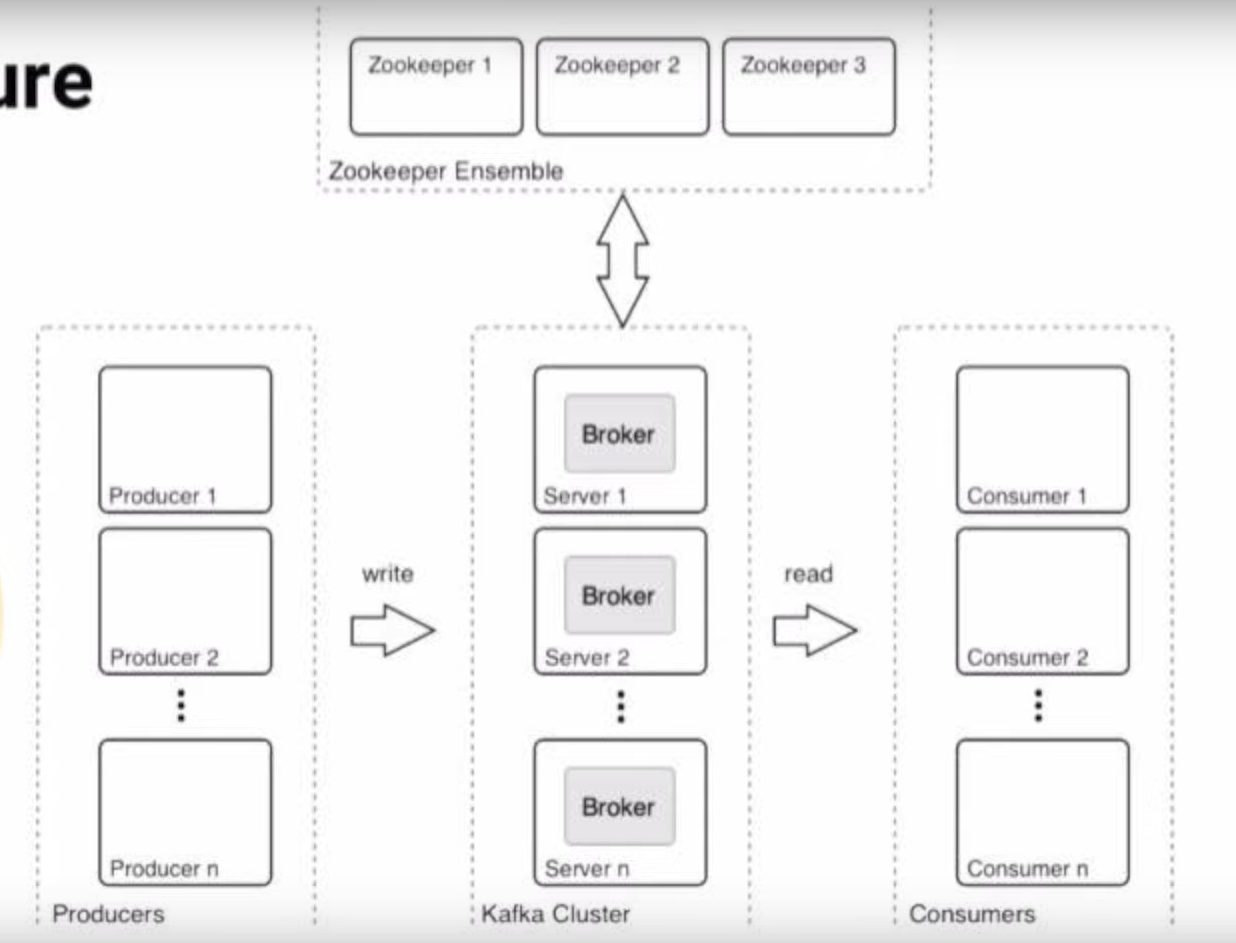 ure
Zookeeper 1
Zookeeper 2
Zookeeper 3
Zookeeper Ensemble
Producer 1
Producer 2
Producer n
Producers
write
Broker
Server 1
Broker
Server 2
Broker
Server n
Kafka Cluster
read
Consumer 1
Consumer 2
Consumer n
Consumers